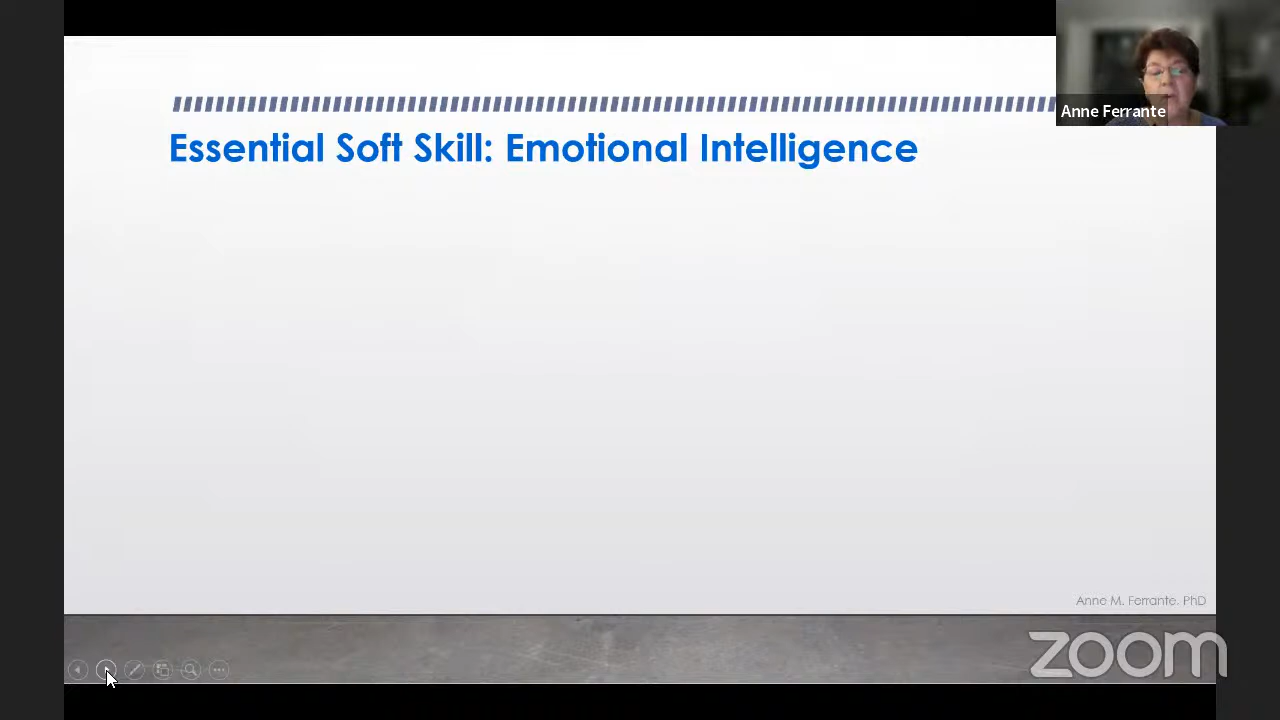 Anne Ferrante
Essential Soft Skill: Emotional Intelligence
Anne M. Ferrante, PhD
zoom